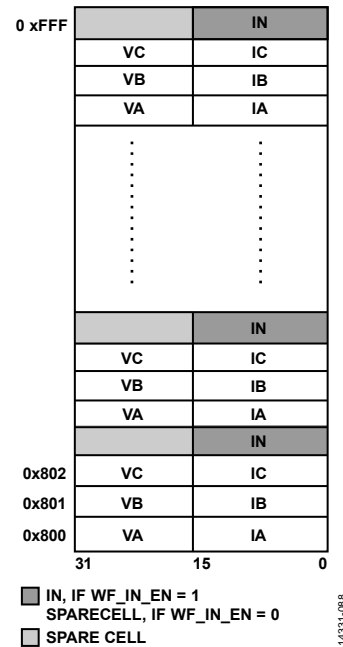 0 xFFF IN
VC IC
VB IB
VA IA
IN
VC IC
VB IB
VA IA
IN
0x802 VC IC
0x801 VB IB
0x800 VA IA
31 15 0
IN, IF WF_IN_EN = 1
SPARECELL, IF WF_IN_EN = 0
SPARE CELL
14331-088